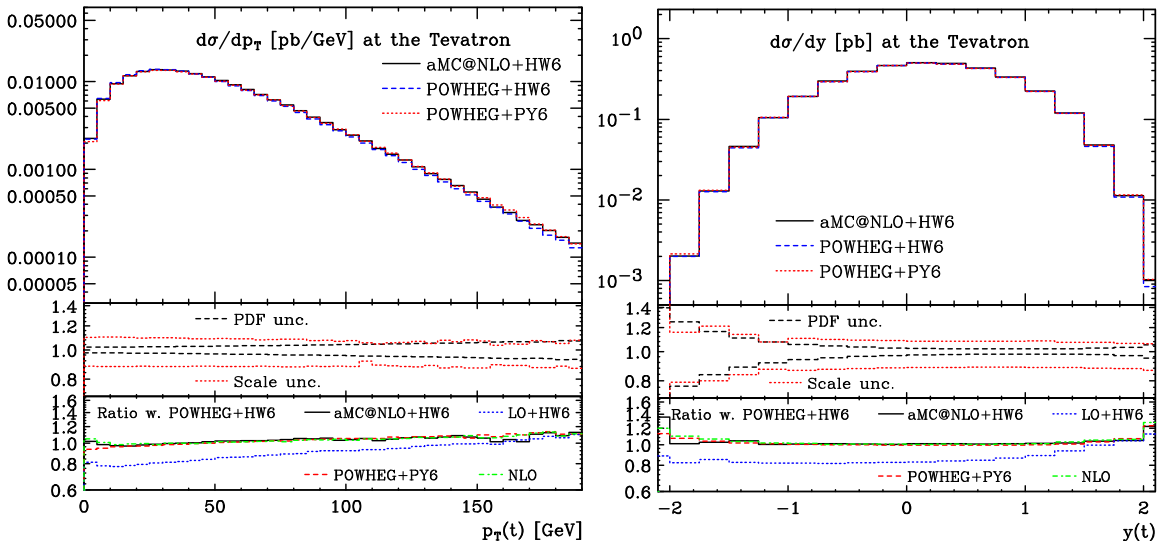 dσ/dp_T [pb/GeV] at the Tevatron
aMC@NLO+HW6
POWHEG+HW6
POWHEG+PY6
0.05000
0.01000
0.00500
0.00100
0.00050
0.00010
0.00005
1.4
1.2
1.0
0.8
PDF unc.
Scale unc.
1.6
1.4
1.2
1.0
0.8
0.6
Ratio w. POWHEG+HW6
aMC@NLO+HW6
LO+HW6
POWHEG+PY6
NLO
0
50
100
150
p_T(t) [GeV]
dσ/dy [pb] at the Tevatron
10^0
10^−1
10^−2
10^−3
aMC@NLO+HW6
POWHEG+HW6
POWHEG+PY6
1.4
1.2
1.0
0.8
PDF unc.
Scale unc.
1.6
1.4
1.2
1.0
0.8
0.6
Ratio w. POWHEG+HW6
aMC@NLO+HW6
LO+HW6
POWHEG+PY6
NLO
−2
−1
0
1
2
y(t)